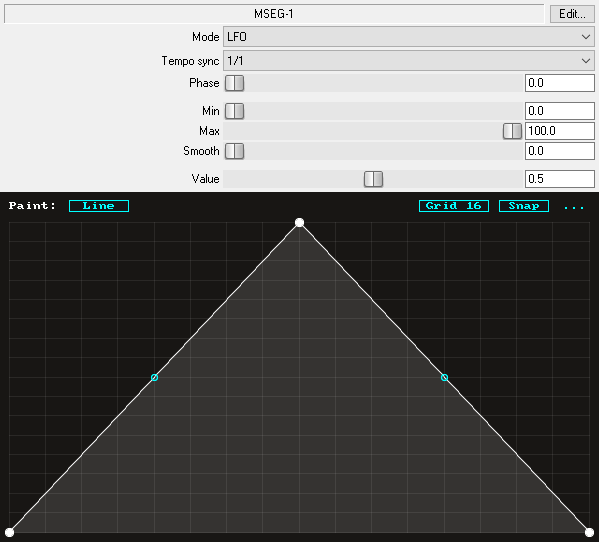 MSEG-1 Edit...
Mode LFO
Tempo sync 1/1
Phase 0.0
Min 0.0
Max 100.0
Smooth 0.0
Value 0.5
Paint: Line Grid 16 Snap ...